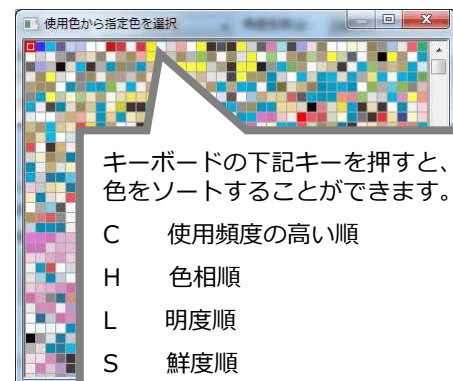 使用色から指定色を選択
キーボードの下記キーを押すと、
色をソートすることができます。
C 使用頻度の高い順
H 色相順
L 明度順
S 鮮度順